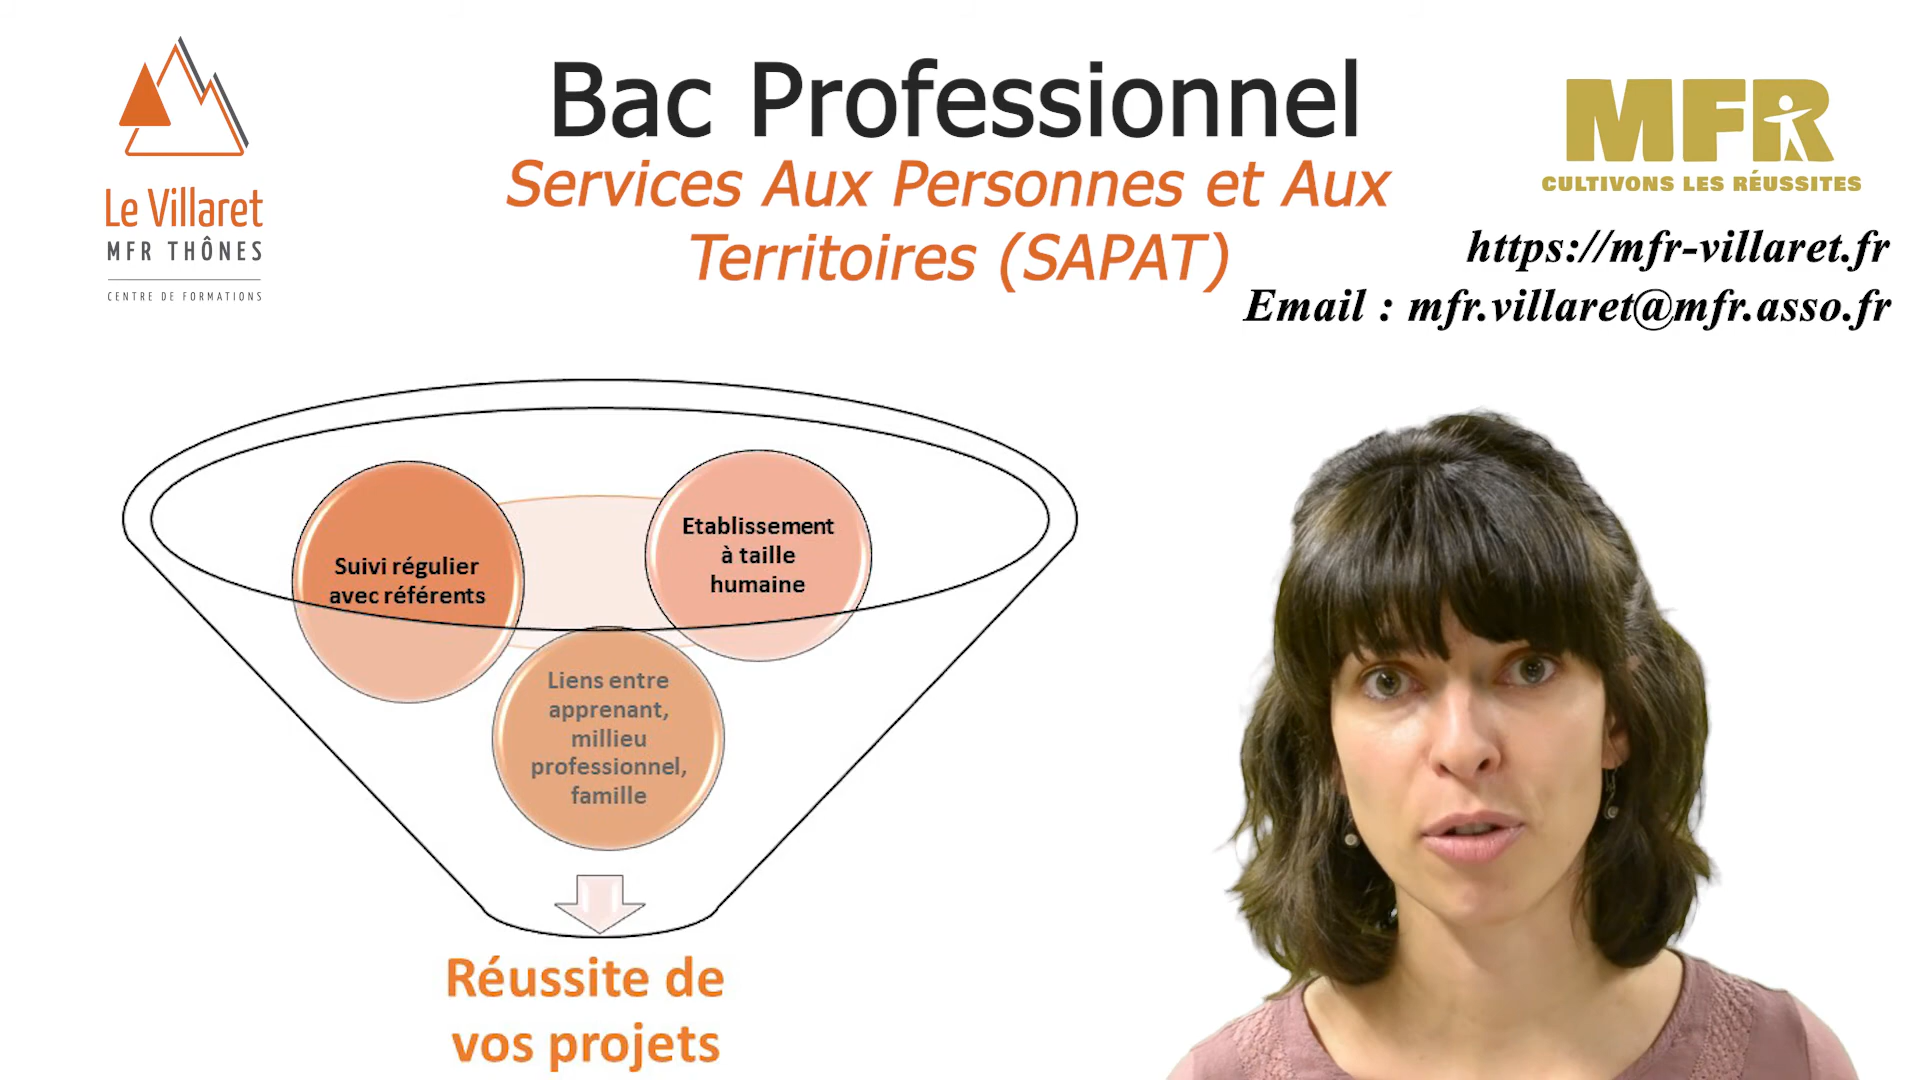 Le Villaret
MFR THÔNES
CENTRE DE FORMATIONS
Bac Professionnel
Services Aux Personnes et Aux
Territoires (SAPAT)
MFR
CULTIVONS LES RÉUSSITES
https://mfr-villaret.fr
Email : mfr.villaret@mfr.asso.fr
Suivi régulier
avec référents
Etablissement
à taille
humaine
Liens entre
apprenant,
millieu
professionnel,
famille
Réussite de
vos projets